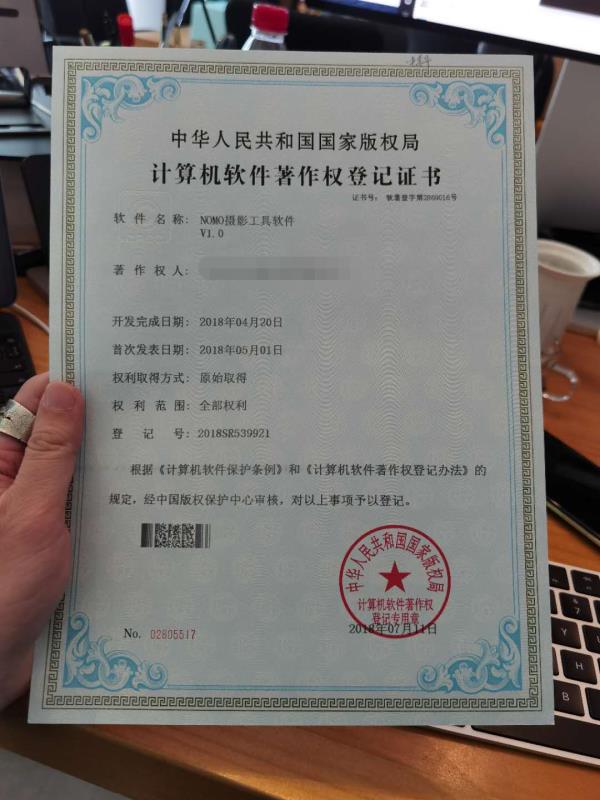 中华人民共和国国家版权局
计算机软件著作权登记证书
证书号： 软著登字第2869016号
软件名称： NOMO摄影工具软件
V1.0
著作权人：
开发完成日期： 2018年04月20日
首次发表日期： 2018年05月01日
权利取得方式： 原始取得
权利范围： 全部权利
登记号： 2018SR539921
根据《计算机软件保护条例》和《计算机软件著作权登记办法》的
规定，经中国版权保护中心审核，对以上事项予以登记。
中华人民共和国国家版权局
计算机软件著作权
登记专用章
No. 02805517
2018年07月11日